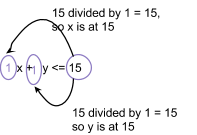 15 divided by 1 = 15,
so x is at 15
1 x + 1 y <= 15
15 divided by 1 = 15
so y is at 15